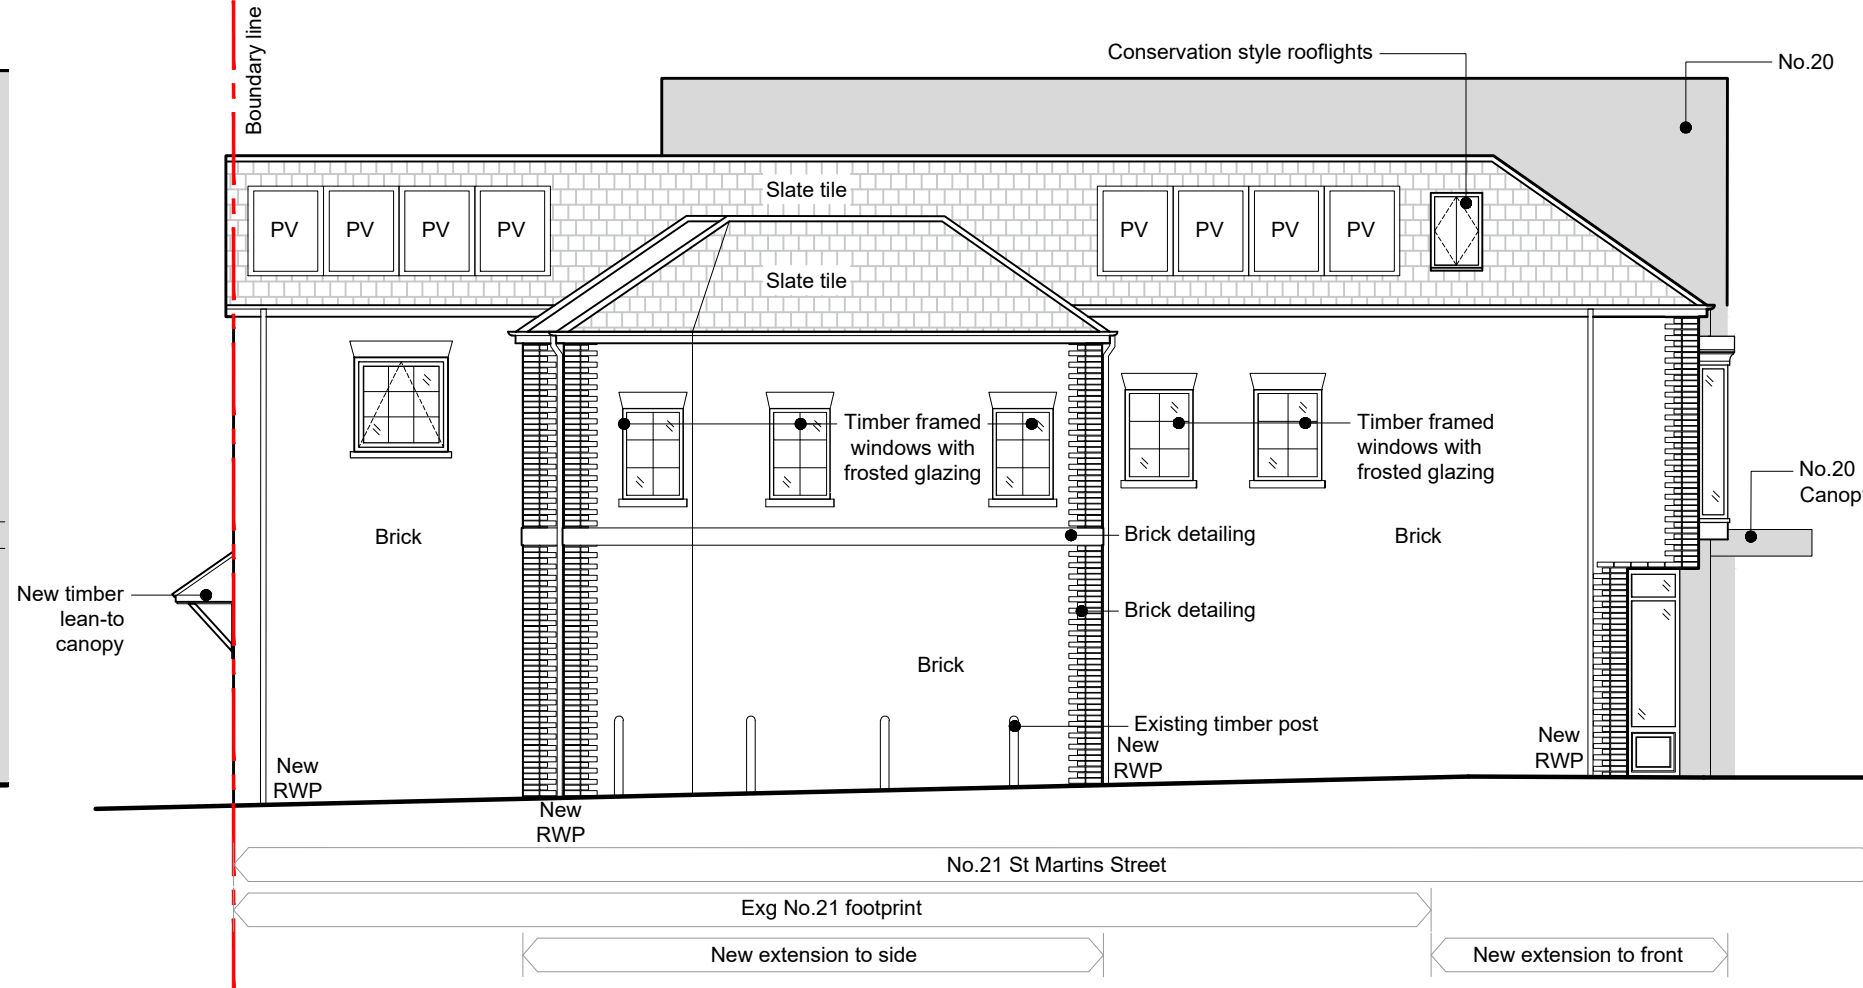 Boundary line
Conservation style rooflights
No.20
Slate tile
PV PV PV PV
PV PV PV PV
Slate tile
Timber framed
windows with
frosted glazing
Timber framed
windows with
frosted glazing
No.20
Canop
Brick
Brick detailing
Brick
New timber
lean-to
canopy
Brick detailing
Brick
Existing timber post
New
RWP
New
RWP
New
RWP
New
RWP
No.21 St Martins Street
Exg No.21 footprint
New extension to side
New extension to front